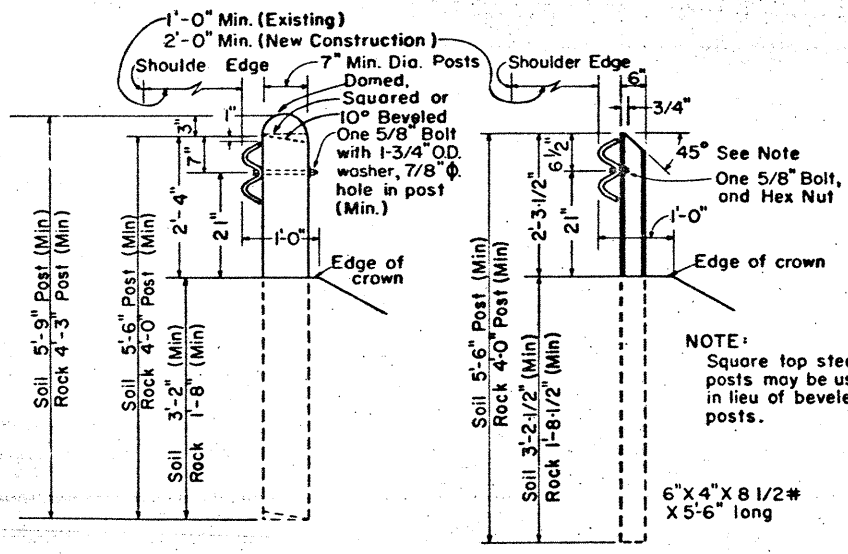 1'-0" Min. (Existing)
2'-0" Min. (New Construction)
Shoulde Edge
7" Min. Dia. Posts
Domed,
Squared or
10° Beveled
One 5/8" Bolt
with 1-3/4" O.D.
washer, 7/8" ϕ.
hole in post
(Min.)
1"
3"
7"
2'-4"
21"
1'-0"
Edge of
crown
Soil 5'-9" Post (Min)
Rock 4'-3" Post (Min)
Soil 5'-6" Post (Min)
Rock 4'-0" Post (Min)
Soil 3'-2" (Min)
Rock 1'-8" (Min)
Shoulder Edge
6"
3/4"
45° See Note
One 5/8" Bolt,
and Hex Nut
6 1/2"
2'-3-1/2"
21"
1'-0"
Edge of crown
Soil 5'-6" Post (Min)
Rock 4'-0" Post (Min)
Soil 3'-2-1/2" (Min)
Rock 1'-8-1/2" (Min)
NOTE:
Square top stee
posts may be us
in lieu of bevele
posts.
6" X 4" X 8 1/2#
X 5'-6" long